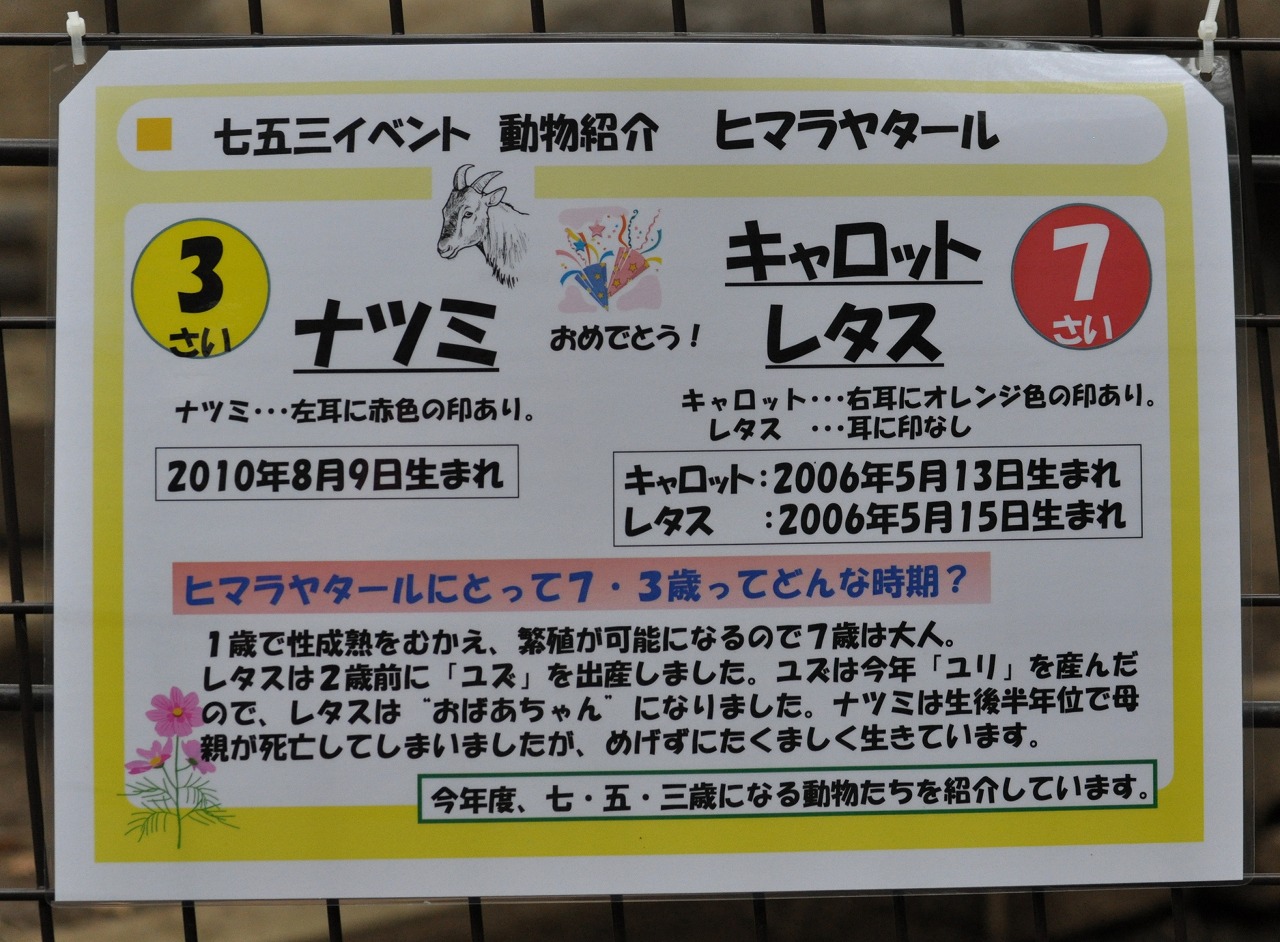 七五三イベント 動物紹介 ヒマラヤタール
3
さい
ナツミ
おめでとう！
キャロット
レタス
7
さい
ナツミ･･･左耳に赤色の印あり。
2010年8月9日生まれ
キャロット･･･右耳にオレンジ色の印あり。
レタス ･･･耳に印なし
キャロット：2006年5月13日生まれ
レタス ：2006年5月15日生まれ
ヒマラヤタールにとって７・３歳ってどんな時期？
１歳で性成熟をむかえ、繁殖が可能になるので７歳は大人。
レタスは２歳前に「ユズ」を出産しました。ユズは今年「ユリ」を産んだ
ので、レタスは“おばあちゃん”になりました。ナツミは生後半年位で母
親が死亡してしまいましたが、めげずにたくましく生きています。
今年度、七・五・三歳になる動物たちを紹介しています。